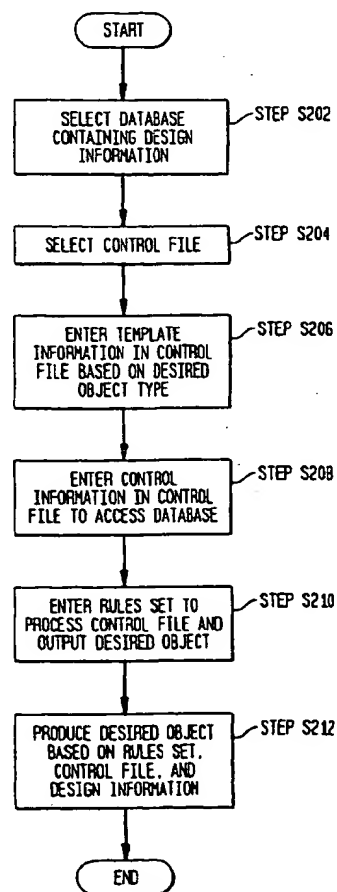 START
SELECT DATABASE
CONTAINING DESIGN
INFORMATION
STEP S202
SELECT CONTROL FILE
STEP S204
ENTER TEMPLATE
INFORMATION IN CONTROL
FILE BASED ON DESIRED
OBJECT TYPE
STEP S206
ENTER CONTROL
INFORMATION IN CONTROL
FILE TO ACCESS DATABASE
STEP S208
ENTER RULES SET TO
PROCESS CONTROL FILE AND
OUTPUT DESIRED OBJECT
STEP S210
PRODUCE DESIRED OBJECT
BASED ON RULES SET,
CONTROL FILE, AND
DESIGN INFORMATION
STEP S212
END